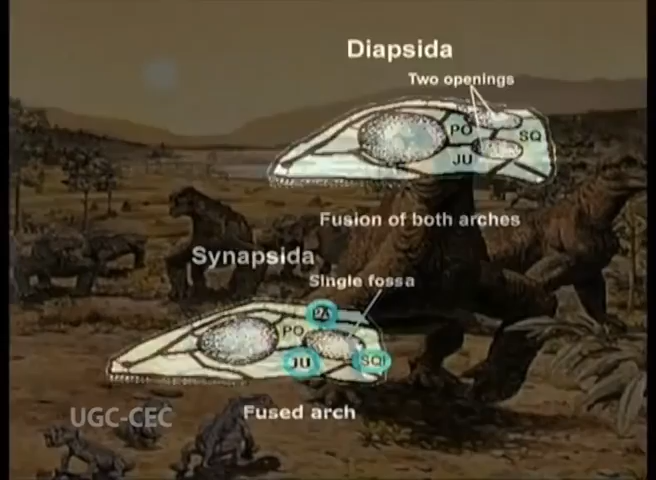 Diapsida
Two openings
PO
SQ
JU
Fusion of both arches
Synapsida
Single fossa
PA
PO
JU
SQ
UGC-CEC
Fused arch